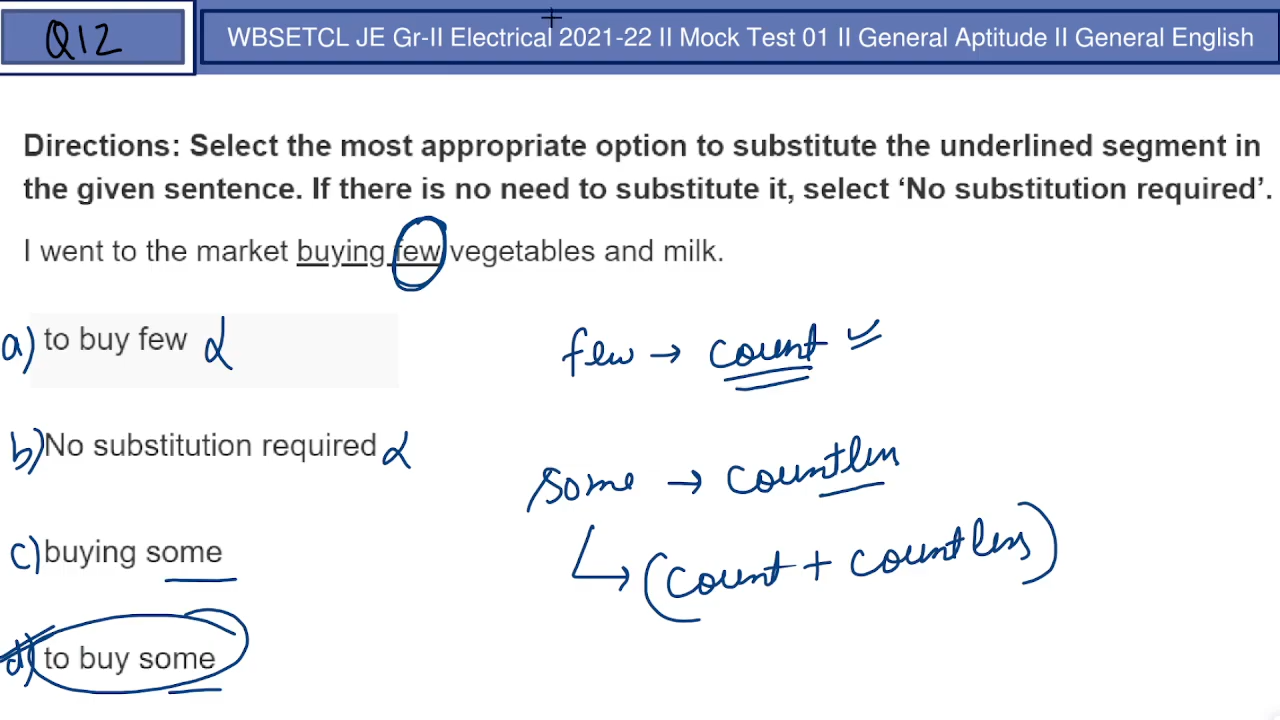 Q12
WBSETCL JE Gr-II Electrical 2021-22 II Mock Test 01 II General Aptitude II General English
Directions: Select the most appropriate option to substitute the underlined segment in
the given sentence. If there is no need to substitute it, select ‘No substitution required’.
I went to the market buying few vegetables and milk.
a) to buy few
few → count
b) No substitution required
some → countless
c) buying some
(count + countless)
d) to buy some